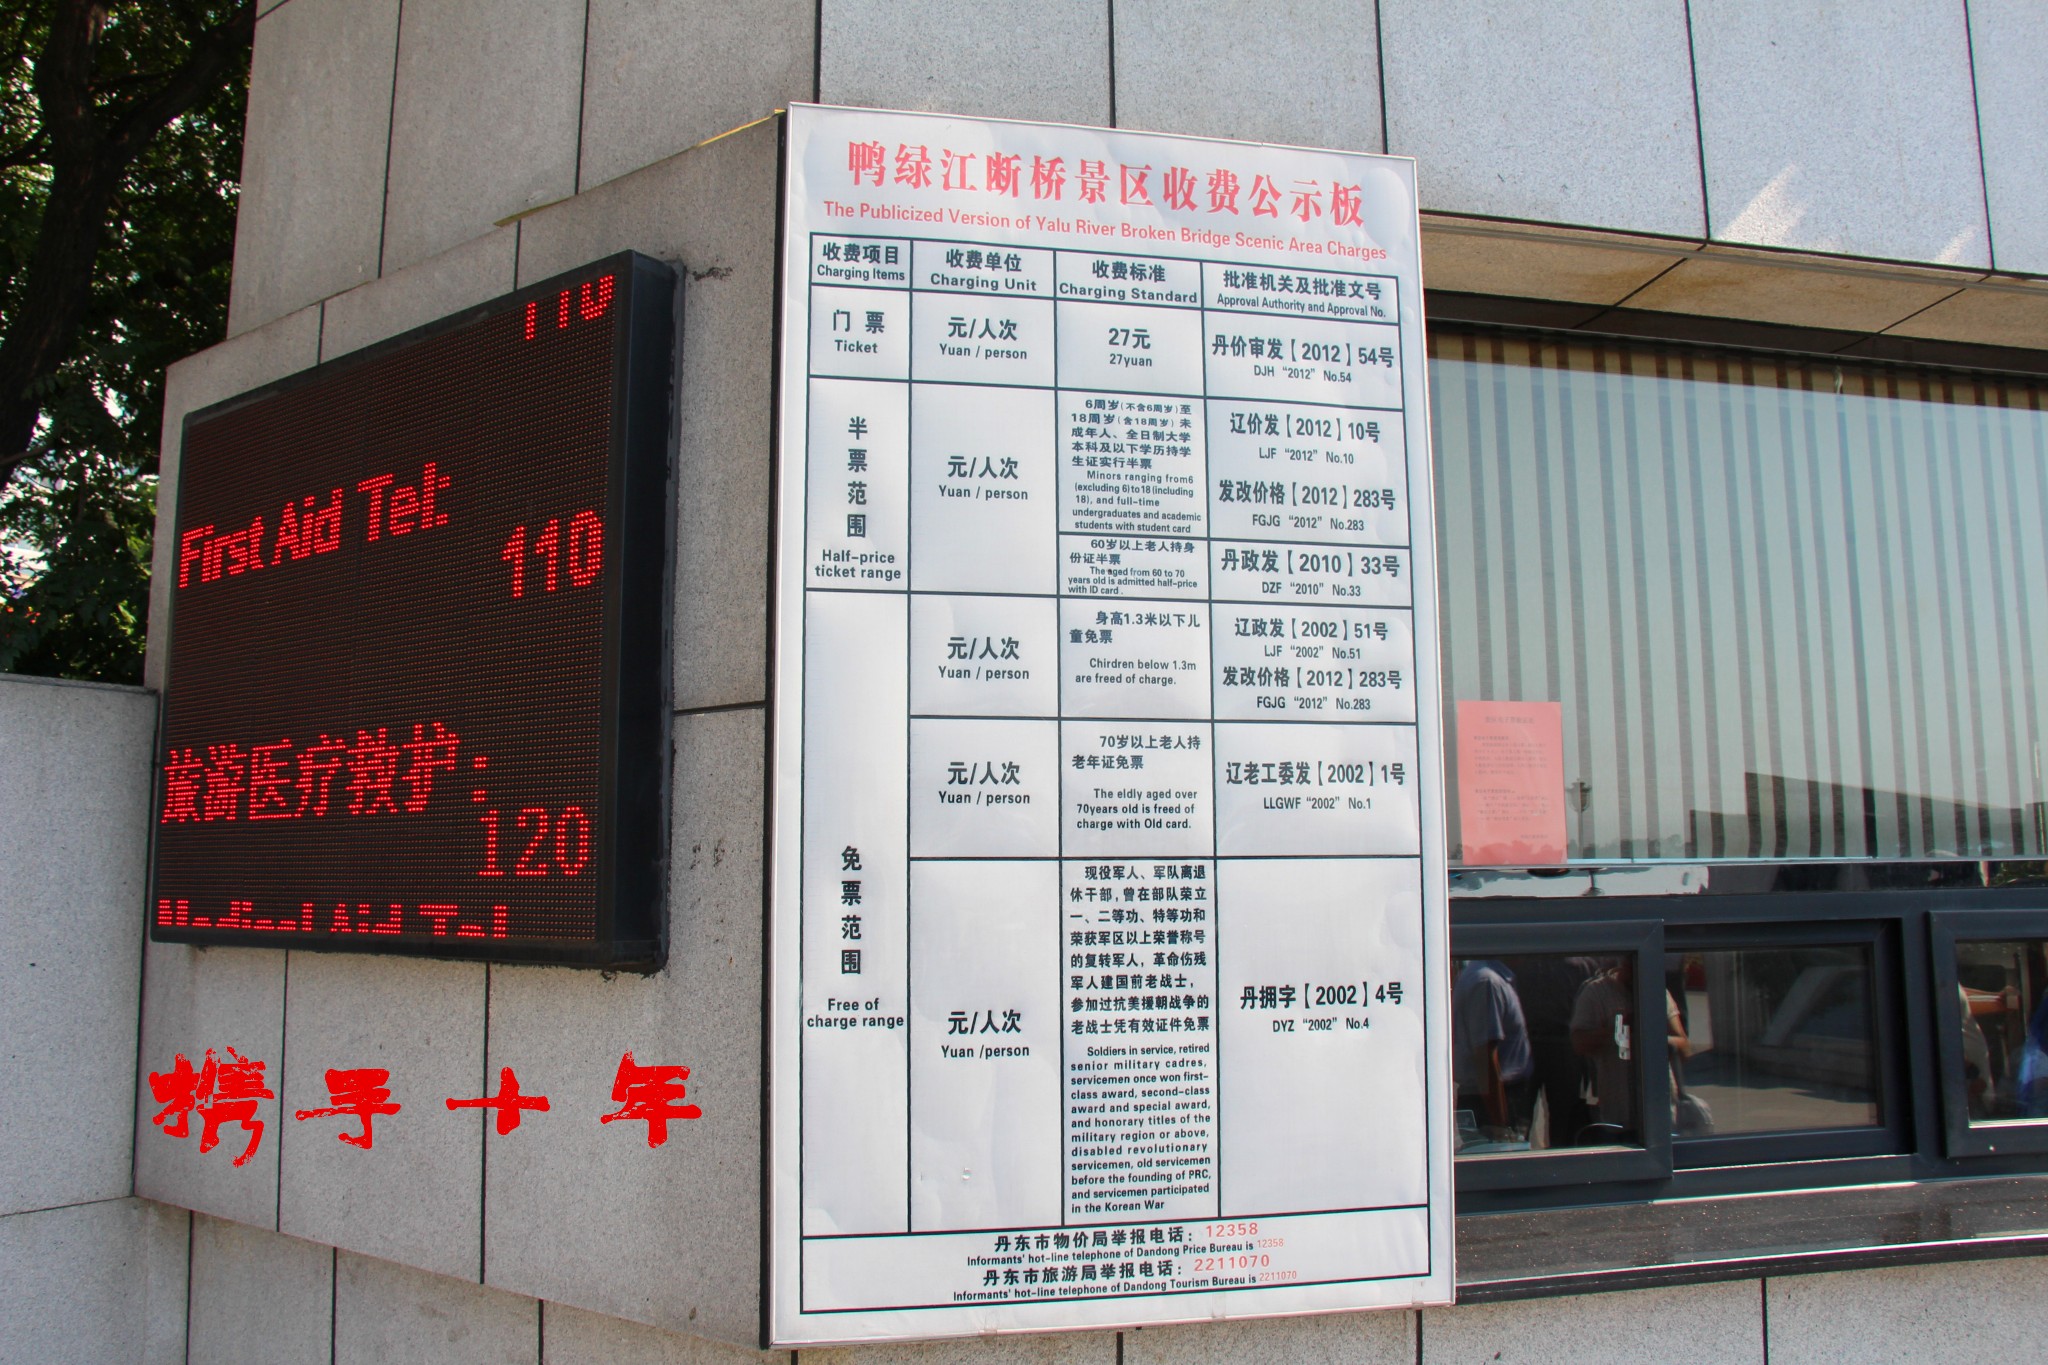 110
First Aid Tel:
110
旅游医疗救护:
120
Medical Aid Tel
携手十年
鸭绿江断桥景区收费公示板
The Publicized Version of Yalu River Broken Bridge Scenic Area Charges
收费项目
Charging Items
收费单位
Charging Unit
收费标准
Charging Standard
批准机关及批准文号
Approval Authority and Approval No.
门票
Ticket
元/人次
Yuan / person
27元
27yuan
丹价审发【2012】54号
DJH “2012” No.54
半
票
范
围
Half-price
ticket range
元/人次
Yuan / person
6周岁(不含6周岁)至
18周岁(含18周岁)未
成年人、全日制大学
本科及以下学历持学
生证实行半票
Minors ranging from6
(excluding 6)to18(including
18), and full-time
undergraduates and academic
students with student card
辽价发【2012】10号
LJF “2012” No.10
发改价格【2012】283号
FGJG “2012” No.283
60岁以上老人持身
份证半票
The aged from 60 to 70
years old is admitted half-price
with ID card .
丹政发【2010】33号
DZF “2010” No.33
免
票
范
围
Free of
charge range
元/人次
Yuan / person
身高1.3米以下儿
童免票
Chirdren below 1.3m
are freed of charge.
辽政发【2002】51号
LJF “2002” No.51
发改价格【2012】283号
FGJG “2012” No.283
元/人次
Yuan / person
70岁以上老人持
老年证免票
The eldly aged over
70years old is freed of
charge with Old card.
辽老工委发【2002】1号
LLGWF “2002” No.1
元/人次
Yuan /person
现役军人、军队离退
休干部,曾在部队荣立
一、二等功、特等功和
荣获军区以上荣誉称号
的复转军人，革命伤残
军人建国前老战士，
参加过抗美援朝战争的
老战士凭有效证件免票
Soldiers in service, retired
senior military cadres,
servicemen once won first-
class award, second-class
award and special award,
and honorary titles of the
military region or above,
disabled revolutionary
servicemen, old servicemen
before the founding of PRC,
and servicemen participated
in the Korean War
丹拥字【2002】4号
DYZ “2002” No.4
丹东市物价局举报电话：12358
Informants' hot-line telephone of Dandong Price Bureau is 12358
丹东市旅游局举报电话：2211070
Informants' hot-line telephone of Dandong Tourism Bureau is 2211070